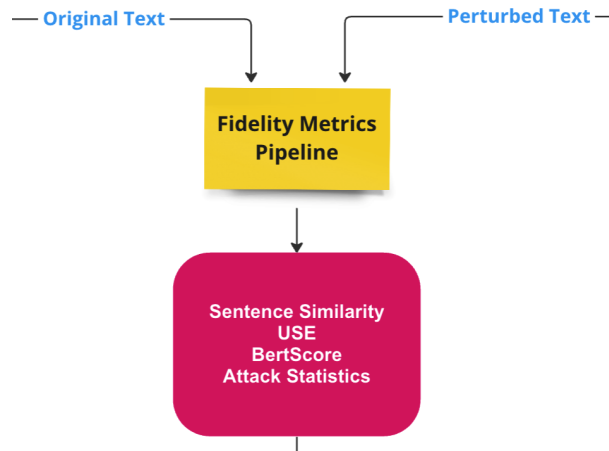 Original Text
Perturbed Text
Fidelity Metrics
Pipeline
Sentence Similarity
USE
BertScore
Attack Statistics